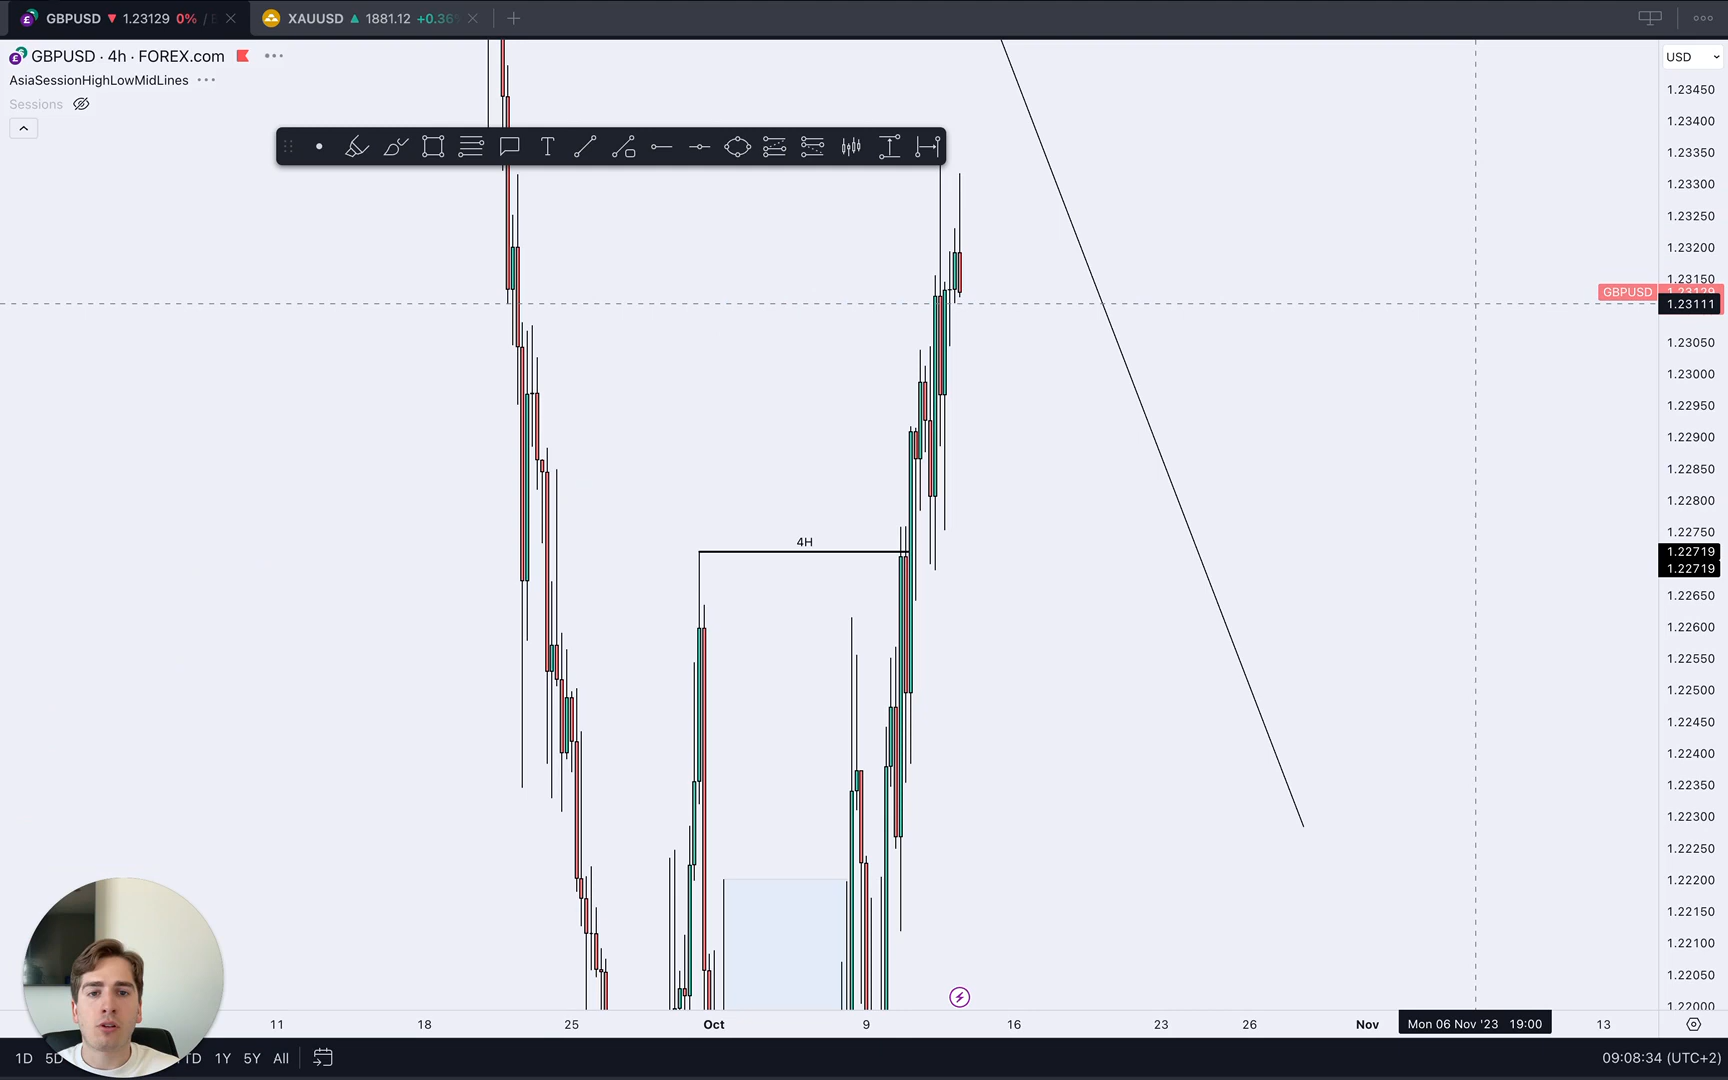 GBPUSD ▼ 1.23129 0% /
XAUUSD ▲ 1881.12 +0.36
GBPUSD · 4h · FOREX.com
AsiaSessionHighLowMidLines
Sessions
USD
1.23450
1.23400
1.23350
1.23300
1.23250
1.23200
1.23150
GBPUSD 1.23129
1.23111
1.23050
1.23000
1.22950
1.22900
1.22850
1.22800
1.22750
4H
1.22719
1.22719
1.22650
1.22600
1.22550
1.22500
1.22450
1.22400
1.22350
1.22300
1.22250
1.22200
1.22150
1.22100
1.22050
1.22000
11 18 25 Oct 9 16 23 26 Nov Mon 06 Nov '23 19:00 13
1D 5D TD 1Y 5Y All
09:08:34 (UTC+2)